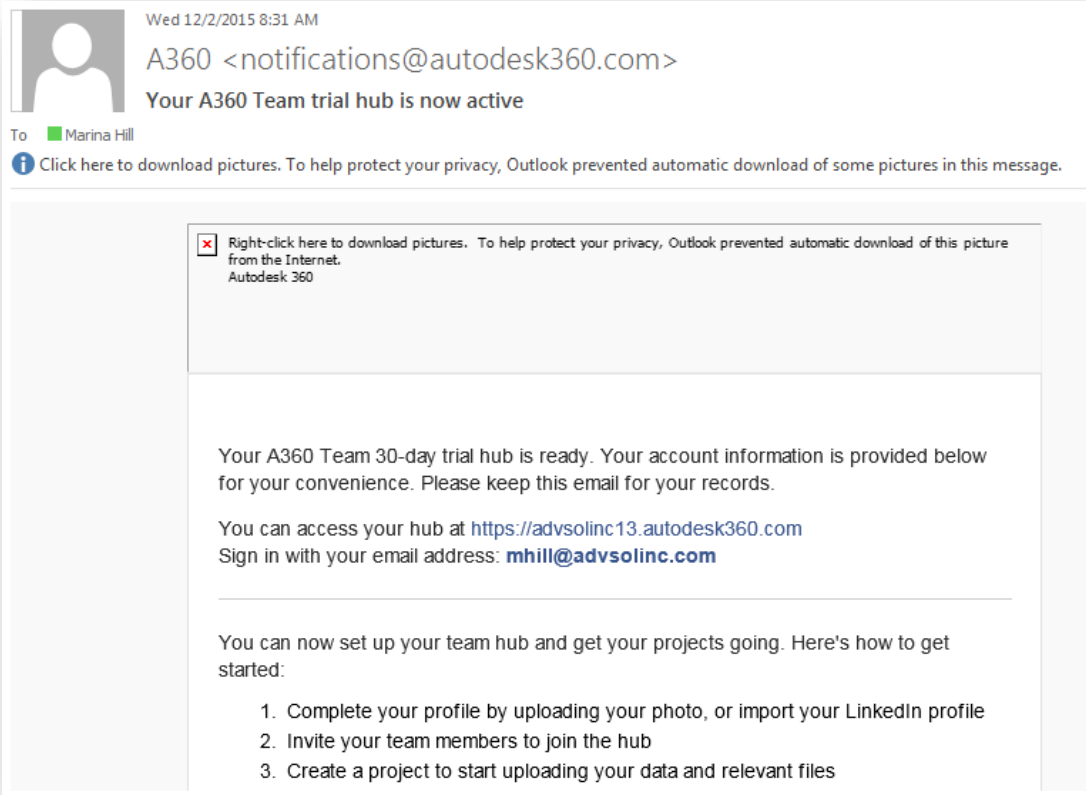 Wed 12/2/2015 8:31 AM
A360 <notifications@autodesk360.com>
Your A360 Team trial hub is now active
To Marina Hill
Click here to download pictures. To help protect your privacy, Outlook prevented automatic download of some pictures in this message.
Right-click here to download pictures. To help protect your privacy, Outlook prevented automatic download of this picture
from the Internet.
Autodesk 360
Your A360 Team 30-day trial hub is ready. Your account information is provided below
for your convenience. Please keep this email for your records.
You can access your hub at https://advsolinc13.autodesk360.com
Sign in with your email address: mhill@advsolinc.com
You can now set up your team hub and get your projects going. Here's how to get
started:
1. Complete your profile by uploading your photo, or import your LinkedIn profile
2. Invite your team members to join the hub
3. Create a project to start uploading your data and relevant files